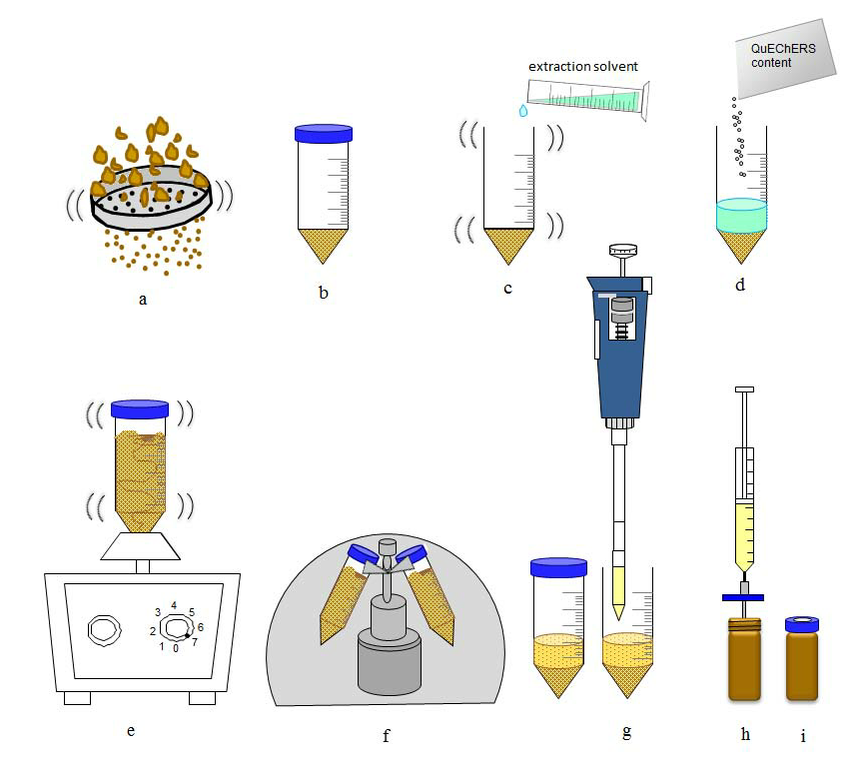 QuEChERS
content
extraction solvent
a
b
c
d
3 4 5
2 6
1 0 7
e
f
g
h
i